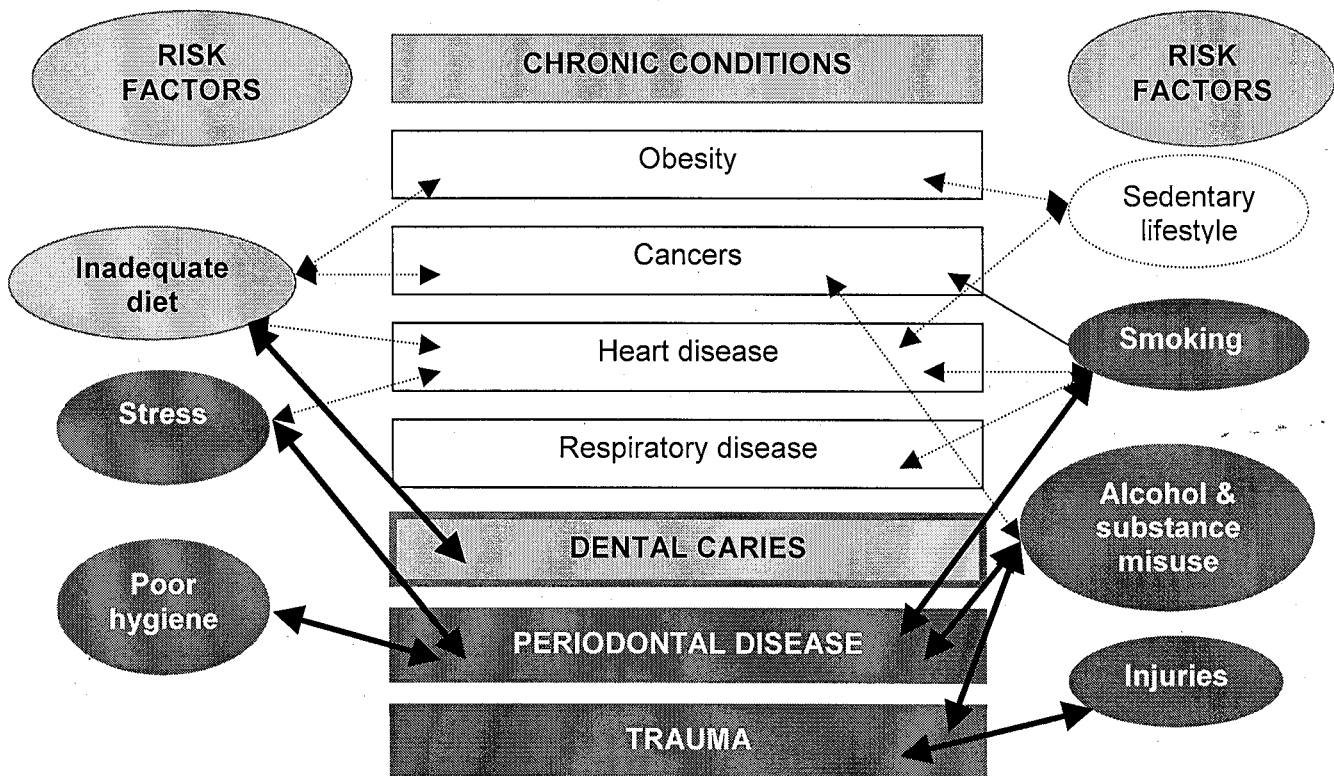 RISK
FACTORS
CHRONIC CONDITIONS
RISK
FACTORS
Obesity
Sedentary
lifestyle
Cancers
Inadequate
diet
Heart disease
Smoking
Stress
Respiratory disease
Alcohol &
substance
misuse
DENTAL CARIES
Poor
hygiene
PERIODONTAL DISEASE
Injuries
TRAUMA